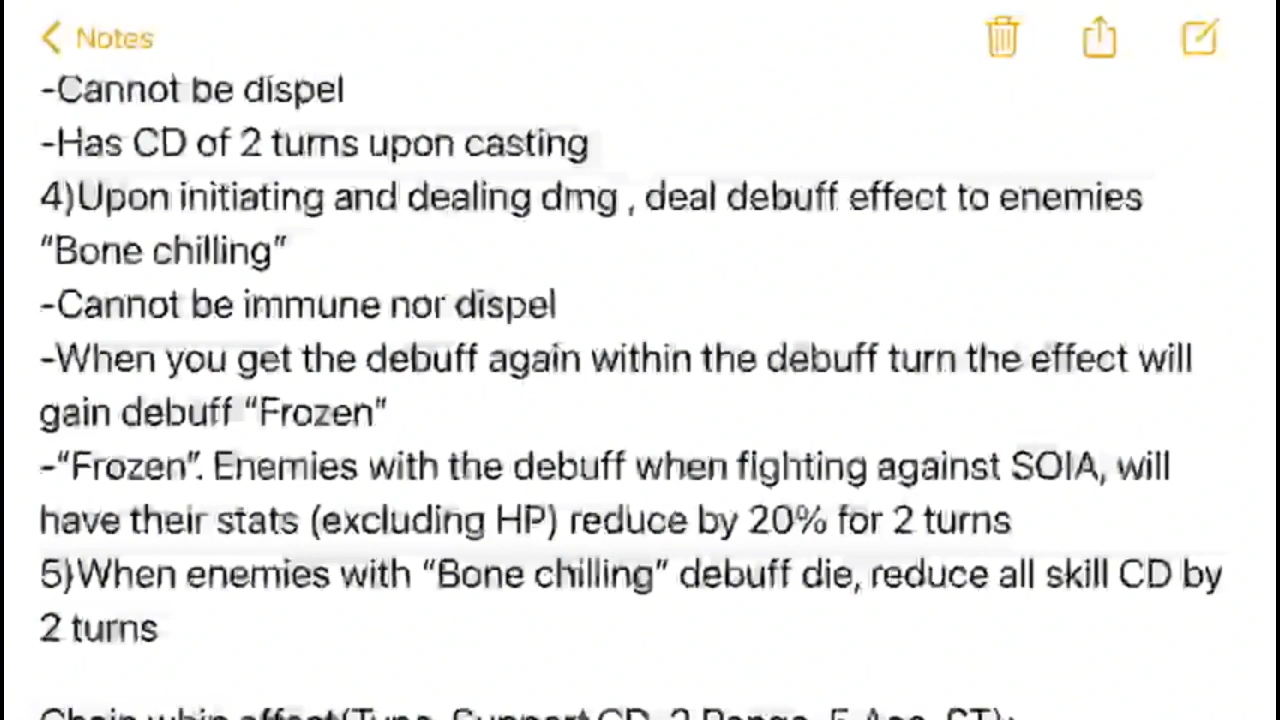 Notes
-Cannot be dispel
-Has CD of 2 turns upon casting
4)Upon initiating and dealing dmg , deal debuff effect to enemies
“Bone chilling”
-Cannot be immune nor dispel
-When you get the debuff again within the debuff turn the effect will
gain debuff “Frozen”
-“Frozen”. Enemies with the debuff when fighting against SOIA, will
have their stats (excluding HP) reduce by 20% for 2 turns
5)When enemies with “Bone chilling” debuff die, reduce all skill CD by
2 turns
Chain whip